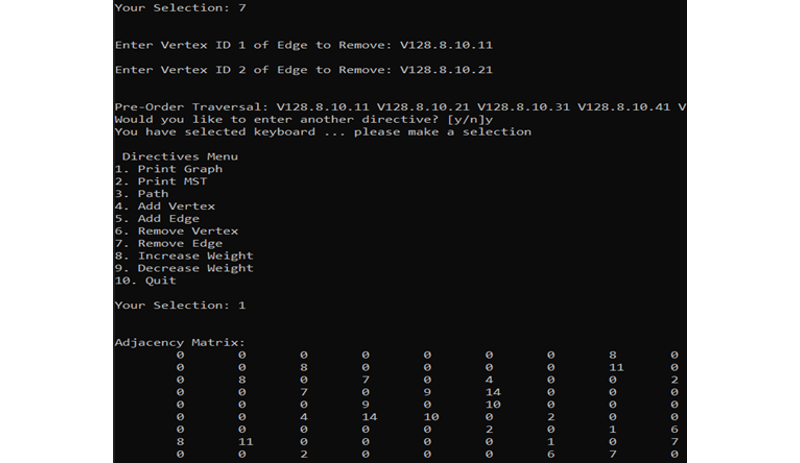 Your Selection: 7
Enter Vertex ID 1 of Edge to Remove: V128.8.10.11
Enter Vertex ID 2 of Edge to Remove: V128.8.10.21
Pre-Order Traversal: V128.8.10.11 V128.8.10.21 V128.8.10.31 V128.8.10.41 V
Would you like to enter another directive? [y/n]y
You have selected keyboard ... please make a selection
Directives Menu
1. Print Graph
2. Print MST
3. Path
4. Add Vertex
5. Add Edge
6. Remove Vertex
7. Remove Edge
8. Increase Weight
9. Decrease Weight
10. Quit
Your Selection: 1
Adjacency Matrix:
0 0 0 0 0 0 0 8 0
0 0 8 0 0 0 0 11 0
0 8 0 7 0 4 0 0 2
0 0 7 0 9 14 0 0 0
0 0 0 9 0 10 0 0 0
0 0 4 14 10 0 2 0 0
0 0 0 0 0 2 0 1 6
8 11 0 0 0 0 1 0 7
0 0 2 0 0 0 6 7 0